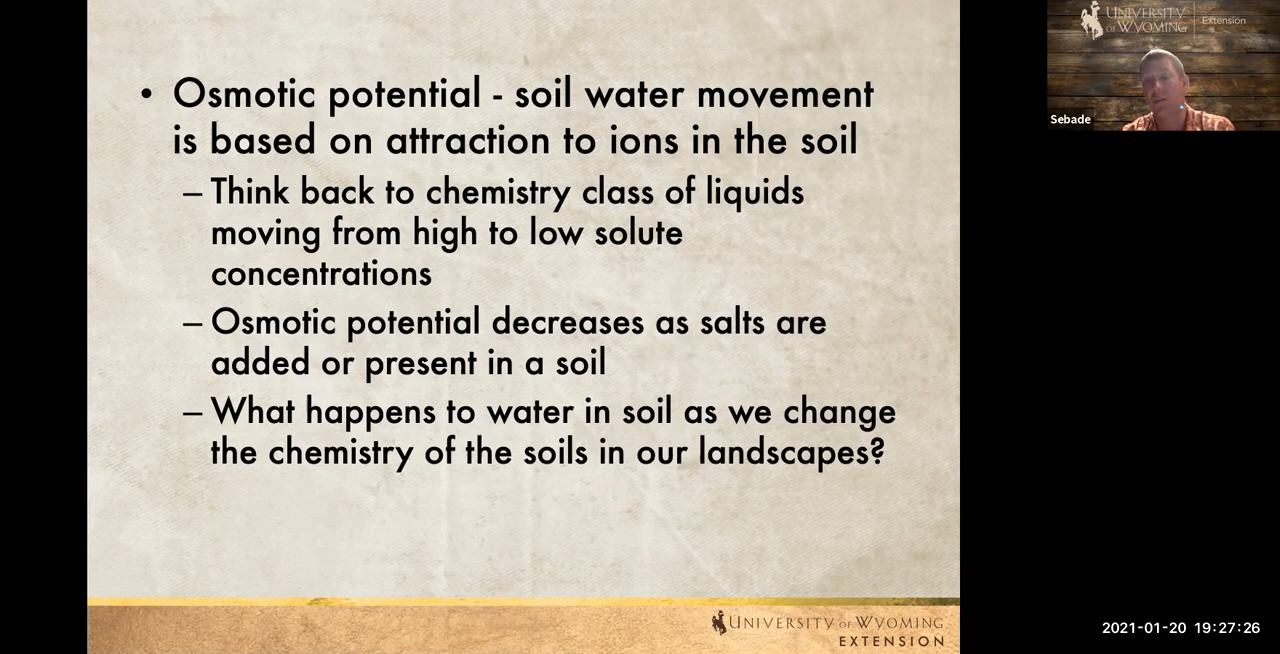 • Osmotic potential - soil water movement
is based on attraction to ions in the soil
– Think back to chemistry class of liquids
moving from high to low solute
concentrations
– Osmotic potential decreases as salts are
added or present in a soil
– What happens to water in soil as we change
the chemistry of the soils in our landscapes?
UNIVERSITY OF WYOMING
EXTENSION
UNIVERSITY
OF WYOMING
Extension
Sebade
2021-01-20 19:27:26